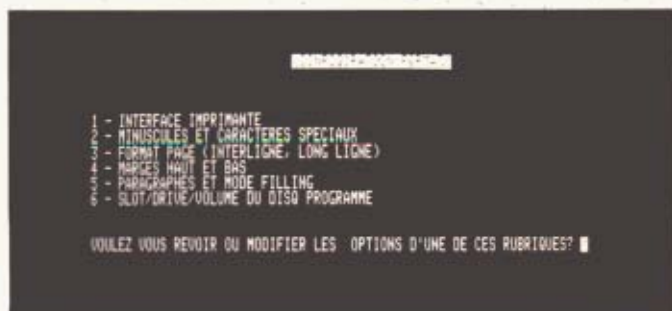 1 - INTERFACE IMPRIMANTE
2 - MINUSCULES ET CARACTERES SPECIAUX
3 - FORMAT PAGE (INTERLIGNE, LONG LIGNE)
4 - MARGES HAUT ET BAS
5 - PARAGRAPHES ET MODE FILLING
6 - SLOT/DRIVE/VOLUME DU DISQ PROGRAMME
VOULEZ VOUS REVOIR OU MODIFIER LES OPTIONS D'UNE DE CES RUBRIQUES?